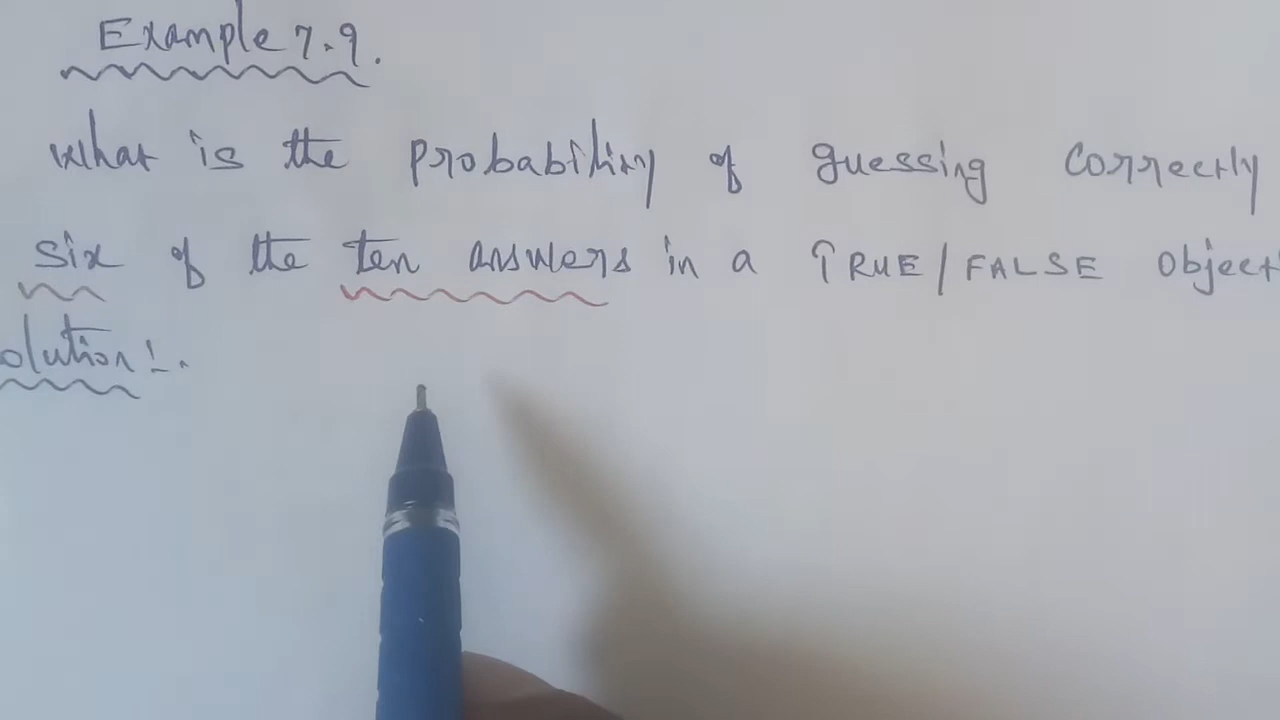 Example 7.9.
What is the probability of guessing correctly
six of the ten answers in a TRUE/FALSE Object
olution:.